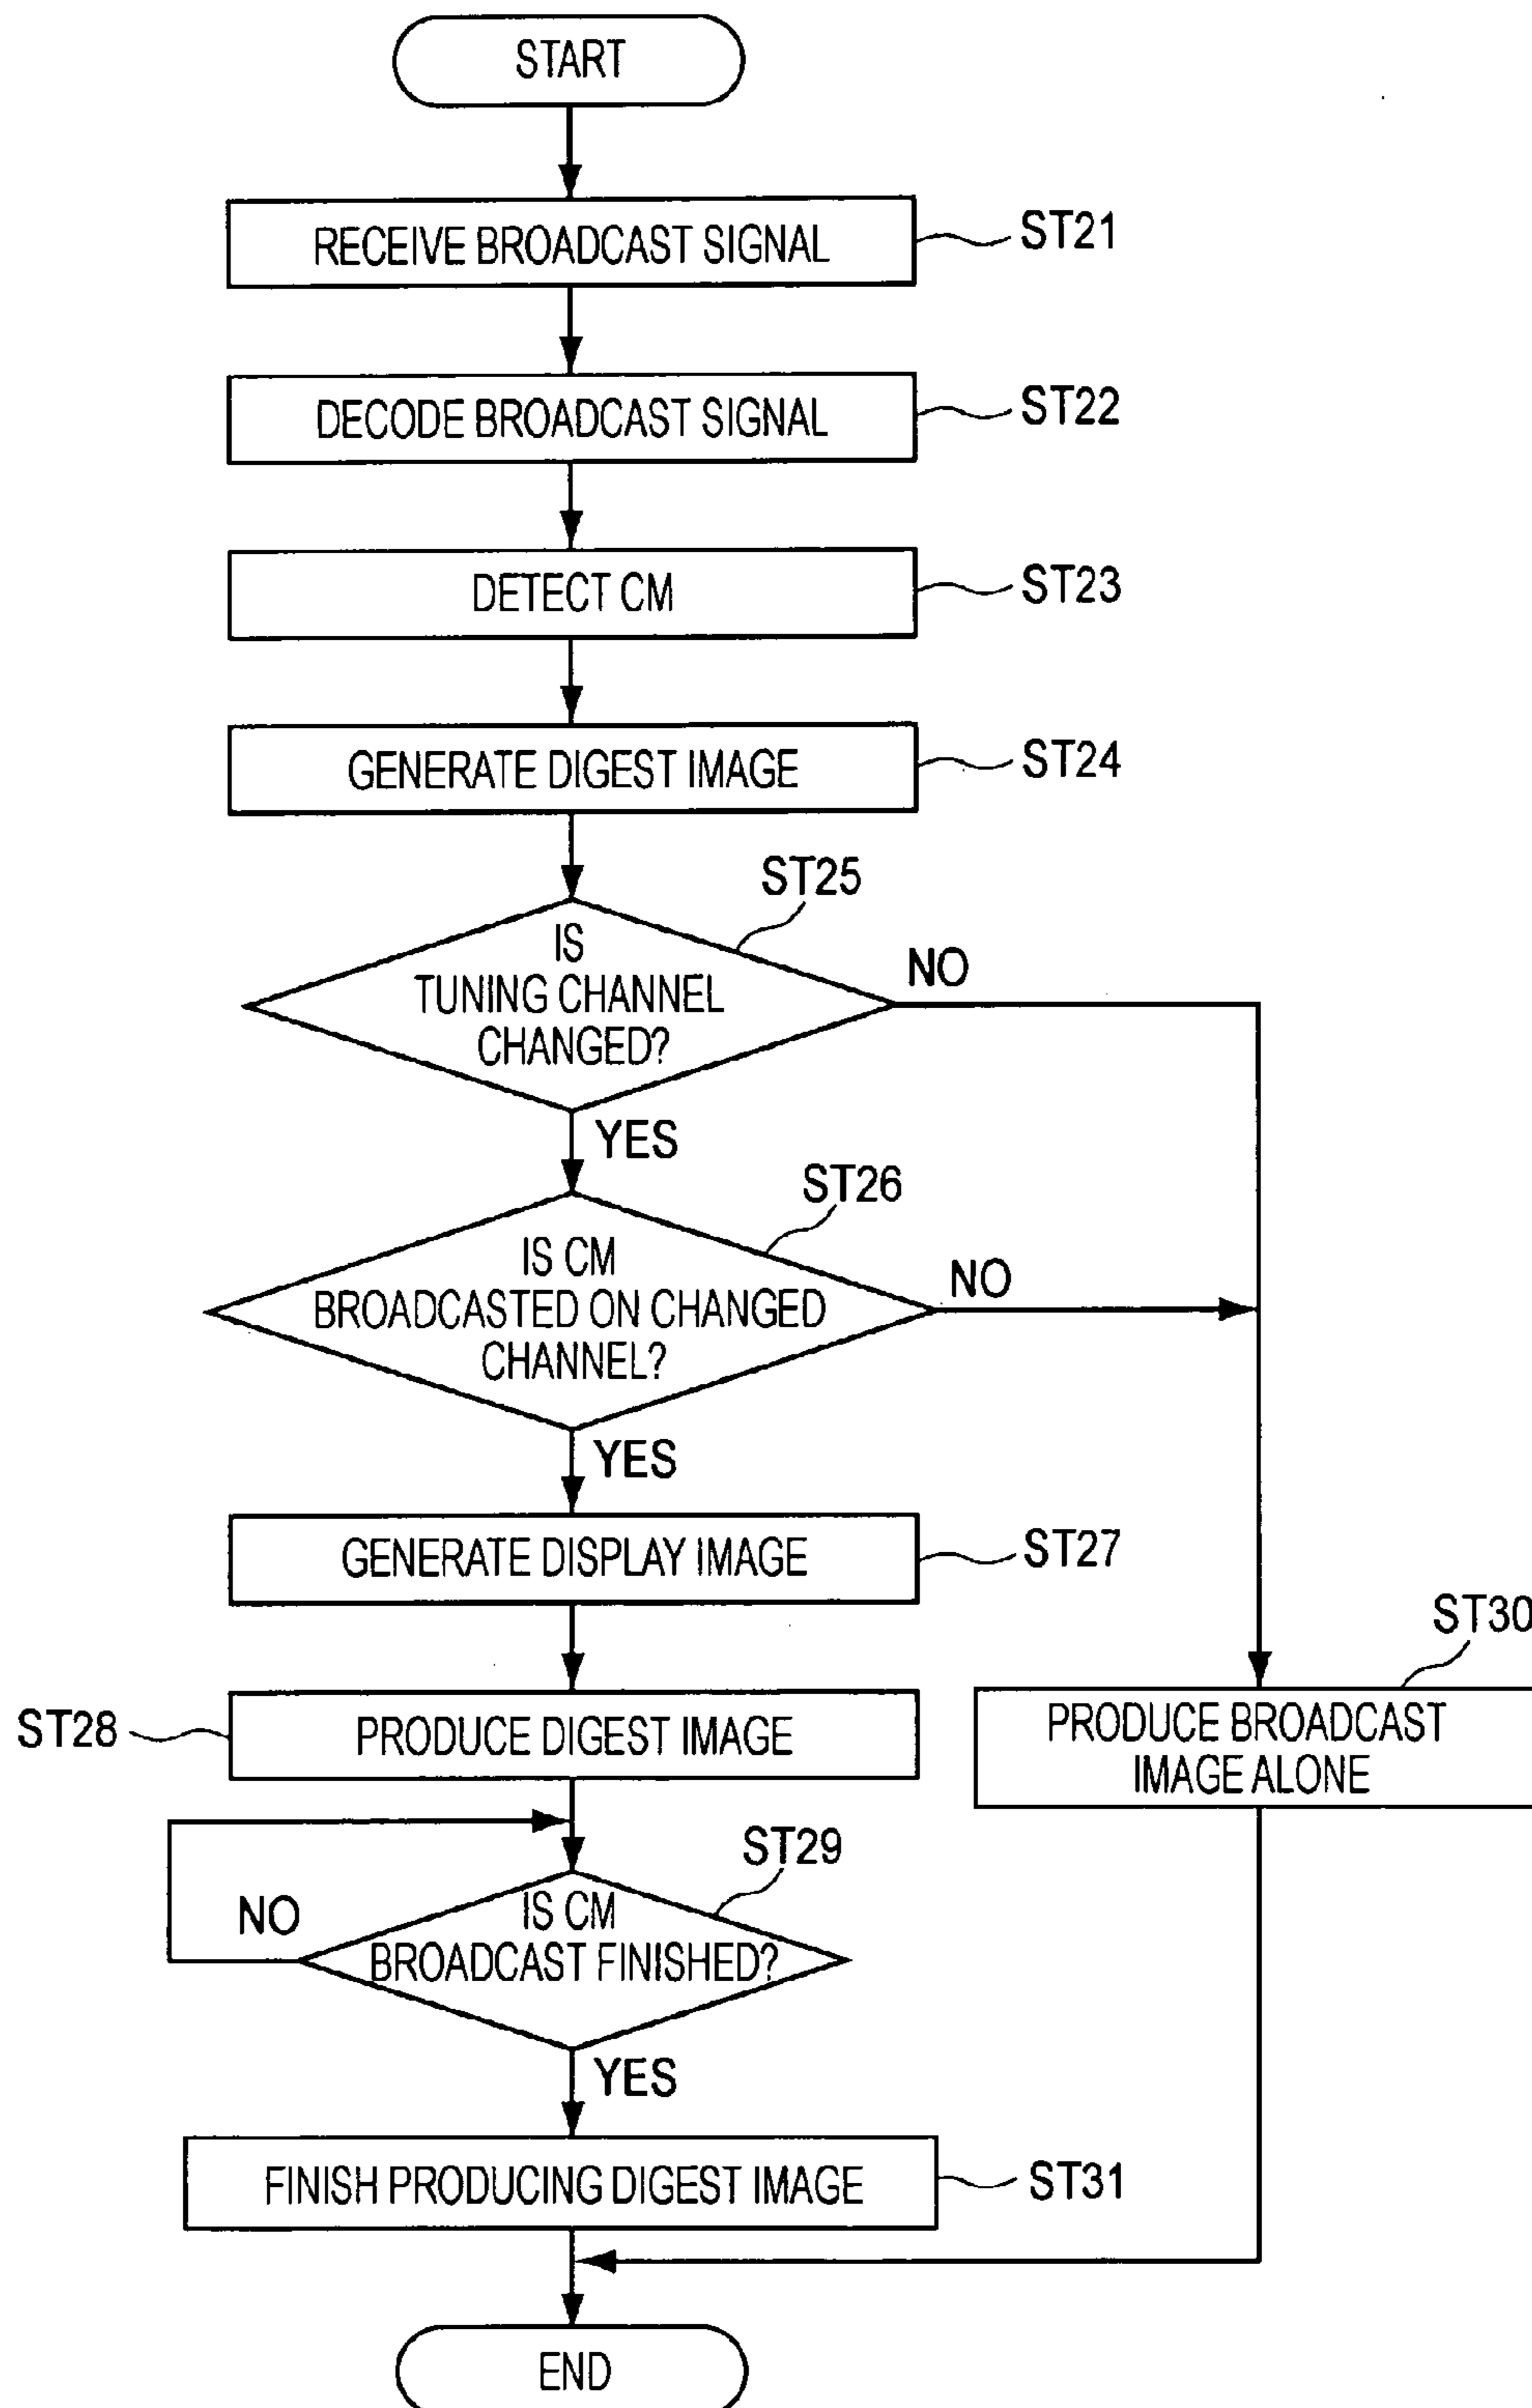 START
RECEIVE BROADCAST SIGNAL
ST21
DECODE BROADCAST SIGNAL
ST22
DETECT CM
ST23
GENERATE DIGEST IMAGE
ST24
ST25
IS
TUNING CHANNEL
CHANGED?
NO
YES
ST26
IS CM
BROADCASTED ON CHANGED
CHANNEL?
NO
YES
GENERATE DISPLAY IMAGE
ST27
ST30
ST28
PRODUCE DIGEST IMAGE
PRODUCE BROADCAST
IMAGE ALONE
ST29
NO
IS CM
BROADCAST FINISHED?
YES
FINISH PRODUCING DIGEST IMAGE
ST31
END